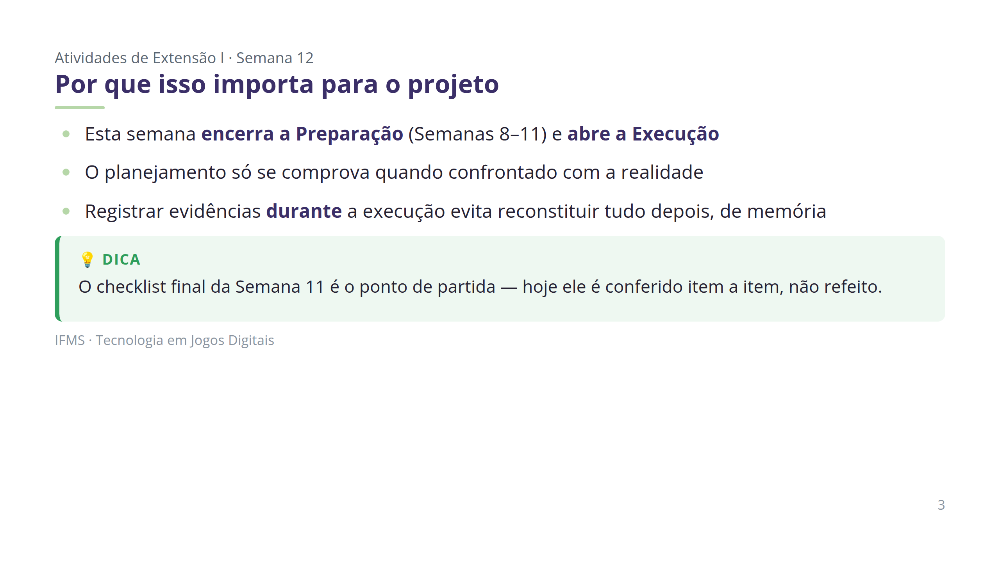 Atividades de Extensão I · Semana 12
Por que isso importa para o projeto
Esta semana encerra a Preparação (Semanas 8–11) e abre a Execução
O planejamento só se comprova quando confrontado com a realidade
Registrar evidências durante a execução evita reconstituir tudo depois, de memória
💡 DICA
O checklist final da Semana 11 é o ponto de partida — hoje ele é conferido item a item, não refeito.
IFMS · Tecnologia em Jogos Digitais
3